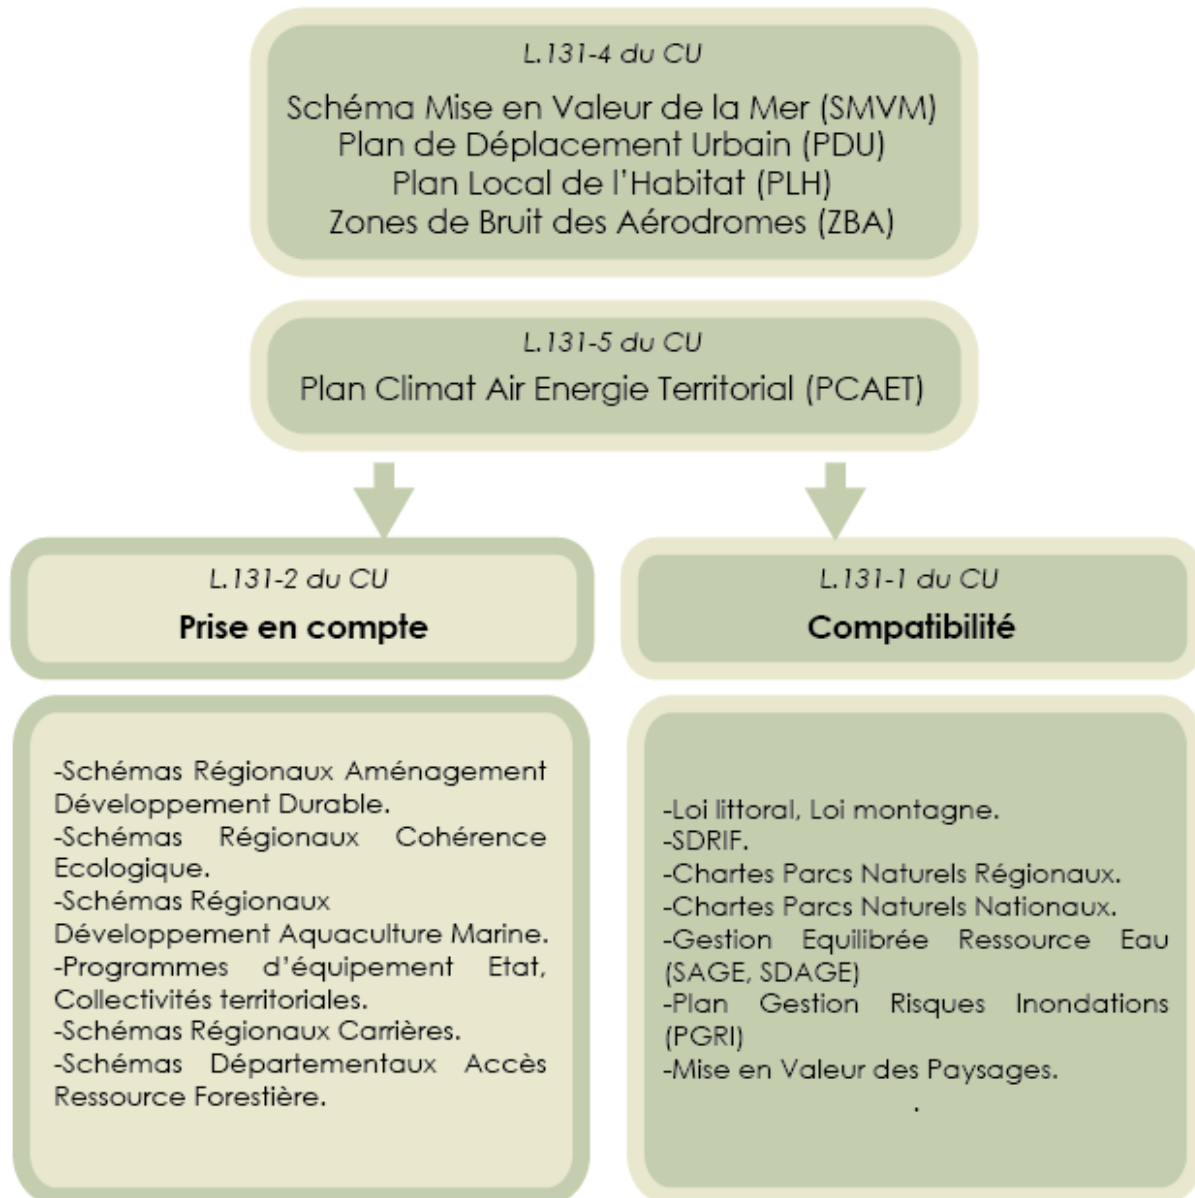 L.131-4 du CU
Schéma Mise en Valeur de la Mer (SMVM)
Plan de Déplacement Urbain (PDU)
Plan Local de l'Habitat (PLH)
Zones de Bruit des Aérodromes (ZBA)
L.131-5 du CU
Plan Climat Air Energie Territorial (PCAET)
L.131-2 du CU
Prise en compte
-Schémas Régionaux Aménagement
Développement Durable.
-Schémas Régionaux Cohérence
Ecologique.
-Schémas Régionaux
Développement Aquaculture Marine.
-Programmes d'équipement Etat,
Collectivités territoriales.
-Schémas Régionaux Carrières.
-Schémas Départementaux Accès
Ressource Forestière.
L.131-1 du CU
Compatibilité
-Loi littoral, Loi montagne.
-SDRIF.
-Chartes Parcs Naturels Régionaux.
-Chartes Parcs Naturels Nationaux.
-Gestion Equilibrée Ressource Eau
(SAGE, SDAGE)
-Plan Gestion Risques Inondations
(PGRI)
-Mise en Valeur des Paysages.
.